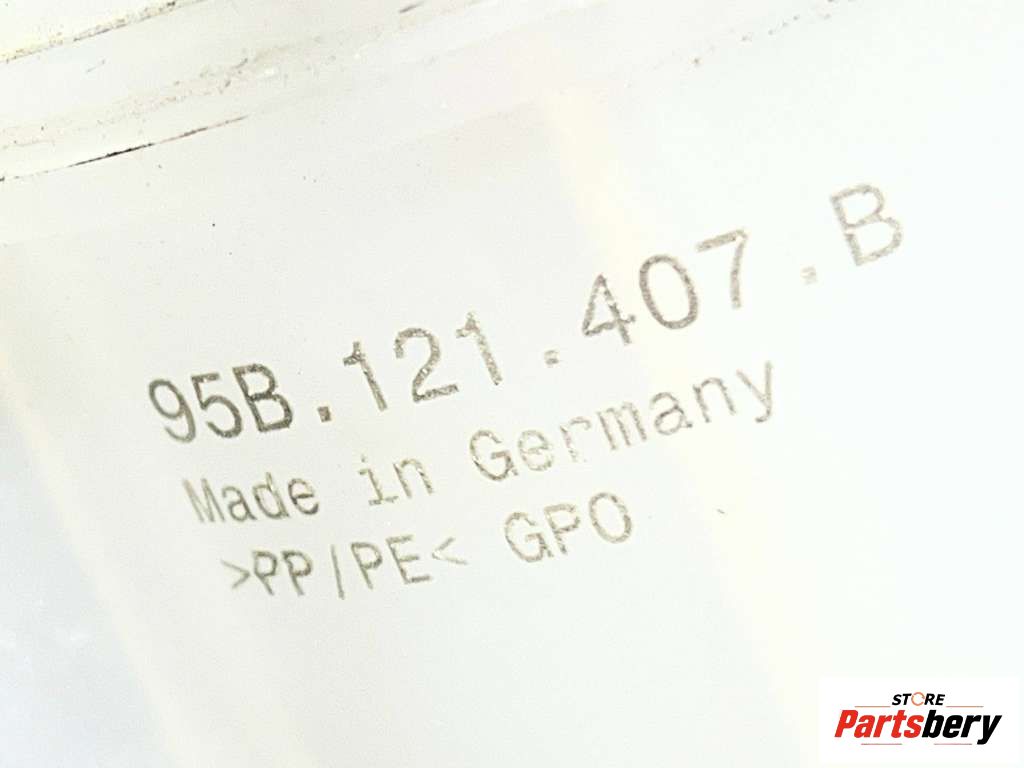 95B.121.407.B
Made in Germany
>PP/PE< GPO
STORE
Partsbery